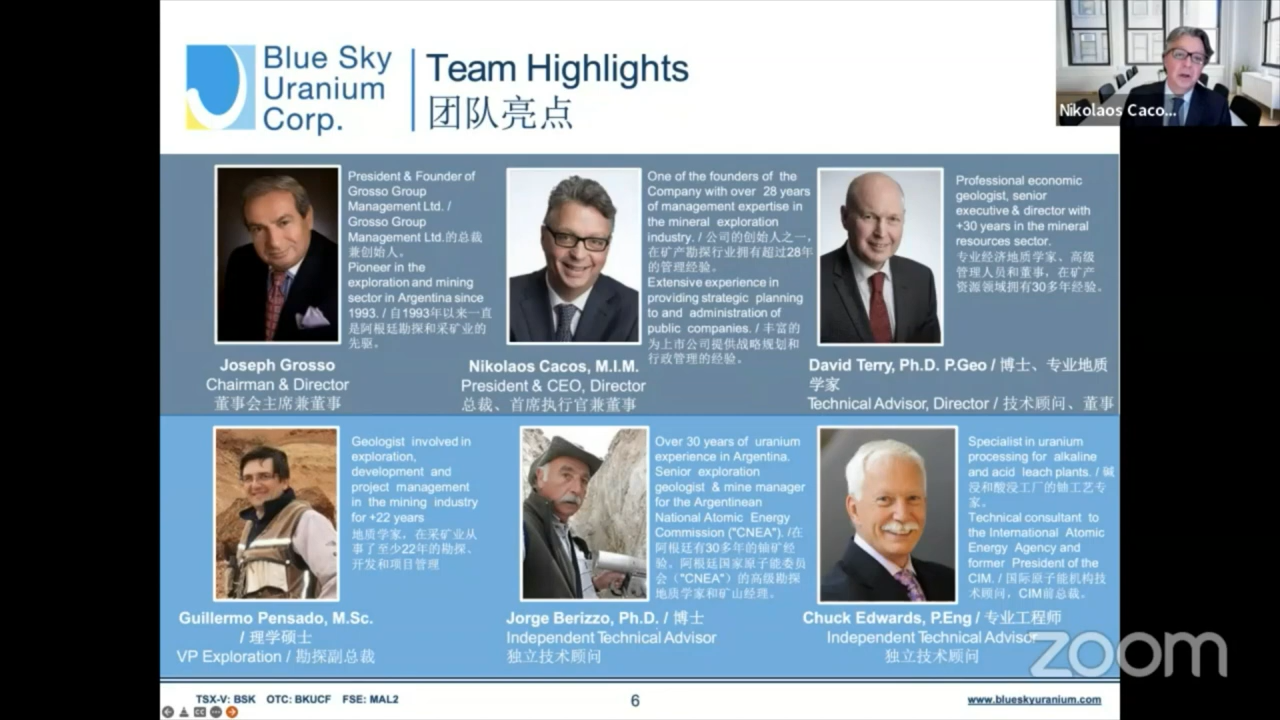 Blue Sky
Uranium
Corp.
Team Highlights
团队亮点
Nikolaos Caco...
President & Founder of
Grosso Group
Management Ltd. /
Grosso Group
Management Ltd.的总裁
兼创始人。
Pioneer in the
exploration and mining
sector in Argentina since
1993. / 自1993年以来一直
是阿根廷勘探和采矿业的
先驱。
Joseph Grosso
Chairman & Director
董事会主席兼董事
One of the founders of the
Company with over 28 years
of management expertise in
the mineral exploration
industry. / 公司的创始人之一，
在矿产勘探行业拥有超过28年
的管理经验。
Extensive experience in
providing strategic planning
to and administration of
public companies. / 丰富的
为上市公司提供战略规划和
行政管理的经验。
Nikolaos Cacos, M.I.M.
President & CEO, Director
总裁、首席执行官兼董事
Professional economic
geologist, senior
executive & director with
+30 years in the mineral
resources sector.
专业经济地质学家、高级
管理人员和董事，在矿产
资源领域拥有30多年经验。
David Terry, Ph.D. P.Geo / 博士、专业地质
学家
Technical Advisor, Director / 技术顾问、董事
Geologist involved in
exploration,
development and
project management
in the mining industry
for +22 years
地质学家，在采矿业从
事了至少22年的勘探、
开发和项目管理
Guillermo Pensado, M.Sc.
/ 理学硕士
VP Exploration / 勘探副总裁
Over 30 years of uranium
experience in Argentina.
Senior exploration
geologist & mine manager
for the Argentinean
National Atomic Energy
Commission ("CNEA"). /在
阿根廷有30多年的铀矿经
验。阿根廷国家原子能委员
会（"CNEA"）的高级勘探
地质学家和矿山经理。
Jorge Berizzo, Ph.D. / 博士
Independent Technical Advisor
独立技术顾问
Specialist in uranium
processing for alkaline
and acid leach plants. / 碱
浸和酸浸工厂的铀工艺专
家。
Technical consultant to
the International Atomic
Energy Agency and
former President of the
CIM. / 国际原子能机构技
术顾问，CIM前总裁。
Chuck Edwards, P.Eng / 专业工程师
Independent Technical Advisor
独立技术顾问
zoom
TSX-V: BSK OTC: BKUCF FSE: MAL2
6
www.blueskyuranium.com
CC